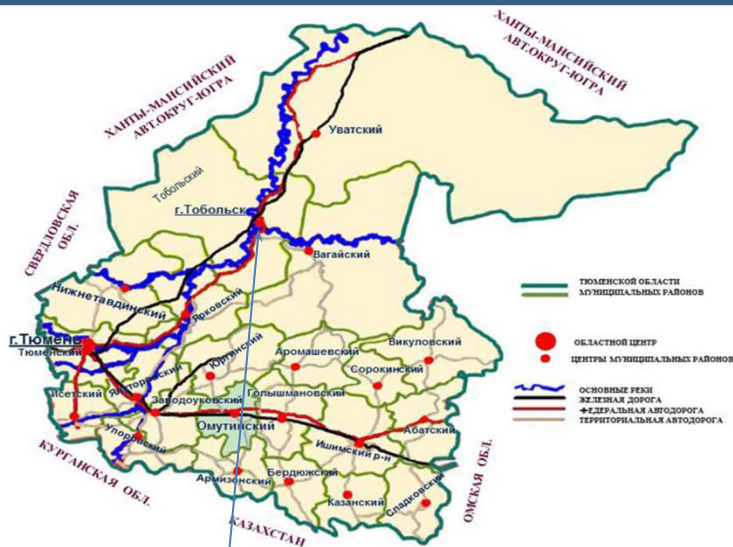 ХАНТЫ-МАНСИЙСКИЙ
АВТ.ОКРУГ-ЮГРА
ХАНТЫ-МАНСИЙСКИЙ
АВТ.ОКРУГ-ЮГРА
Уватский
Тобольский
г.Тобольск
СВЕРДЛОВСКАЯ
ОБЛ.
Вагайский
Нижнетавдинский
Ярковский
г.Тюмень
Тюменский
Юргинский
Аромашевский
Викуловский
Сорокинский
Исетский
Ялуторовский
Заводоуковский
Голышмановский
Омутинский
Упоровский
Абатский
Ишимский р-н
Армизонский
Бердюжский
Казанский
Сладковский
КУРГАНСКАЯ ОБЛ.
КАЗАХСТАН
ОМСКАЯ ОБЛ.
ТЮМЕНСКОЙ ОБЛАСТИ
МУНИЦИПАЛЬНЫХ РАЙОНОВ
ОБЛАСТНОЙ ЦЕНТР
ЦЕНТРЫ МУНИЦИПАЛЬНЫХ РАЙОНОВ
ОСНОВНЫЕ РЕКИ
ЖЕЛЕЗНАЯ ДОРОГА
ФЕДЕРАЛЬНАЯ АВТОДОРОГА
ТЕРРИТОРИАЛЬНАЯ АВТОДОРОГА